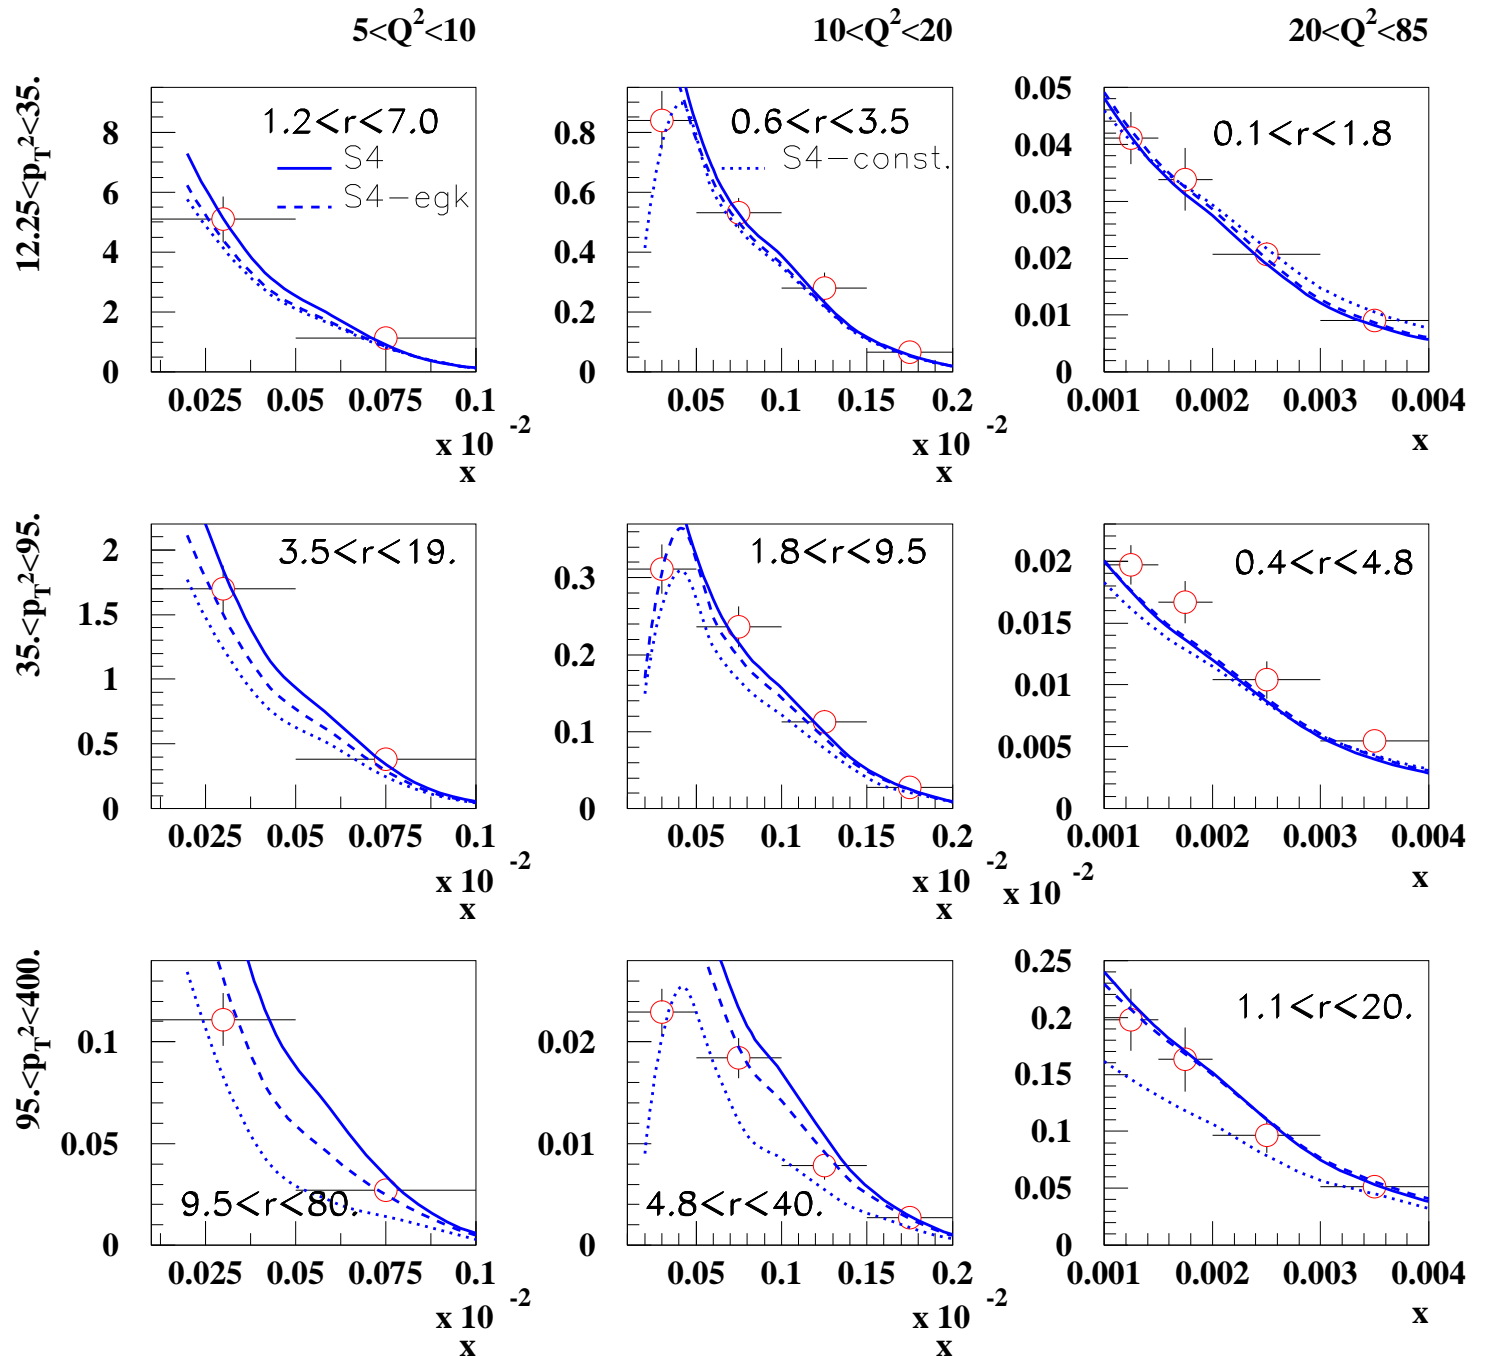 5<Q²<10 10<Q²<20 20<Q²<85
12.25<p_T²<35.
1.2<r<7.0
S4
S4-egk
8
6
4
2
0
0.025 0.05 0.075 0.1
x 10⁻²
x
0.6<r<3.5
S4-const.
0.8
0.6
0.4
0.2
0
0.05 0.1 0.15 0.2
x 10⁻²
x
0.1<r<1.8
0.05
0.04
0.03
0.02
0.01
0
0.001 0.002 0.003 0.004
x
35.<p_T²<95.
3.5<r<19.
2
1.5
1
0.5
0
0.025 0.05 0.075 0.1
x 10⁻²
x
1.8<r<9.5
0.3
0.2
0.1
0
0.05 0.1 0.15 0.2
x 10⁻²
x
0.4<r<4.8
0.02
0.015
0.01
0.005
0
0.001 0.002 0.003 0.004
x
95.<p_T²<400.
9.5<r<80.
0.1
0.05
0
0.025 0.05 0.075 0.1
x 10⁻²
x
4.8<r<40.
0.02
0.01
0
0.05 0.1 0.15 0.2
x 10⁻²
x
x 10⁻²
1.1<r<20.
0.25
0.2
0.15
0.1
0.05
0
0.001 0.002 0.003 0.004
x